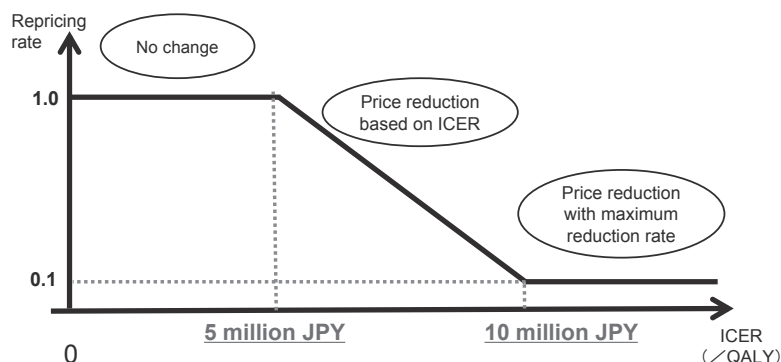 Repricing
rate
No change
1.0
Price reduction
based on ICER
Price reduction
with maximum
reduction rate
0.1
5 million JPY
10 million JPY
ICER
(／QALY)
0